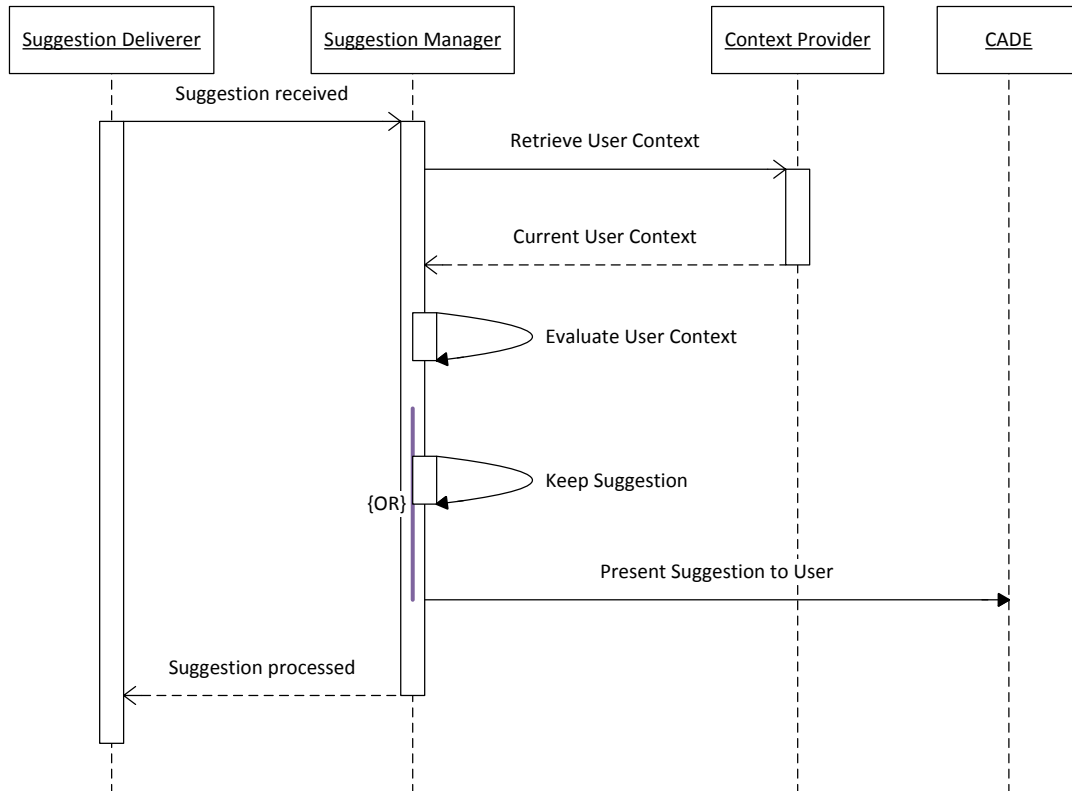 Suggestion Deliverer
Suggestion Manager
Context Provider
CADE
Suggestion received
Retrieve User Context
Current User Context
Evaluate User Context
Keep Suggestion
{OR}
Present Suggestion to User
Suggestion processed